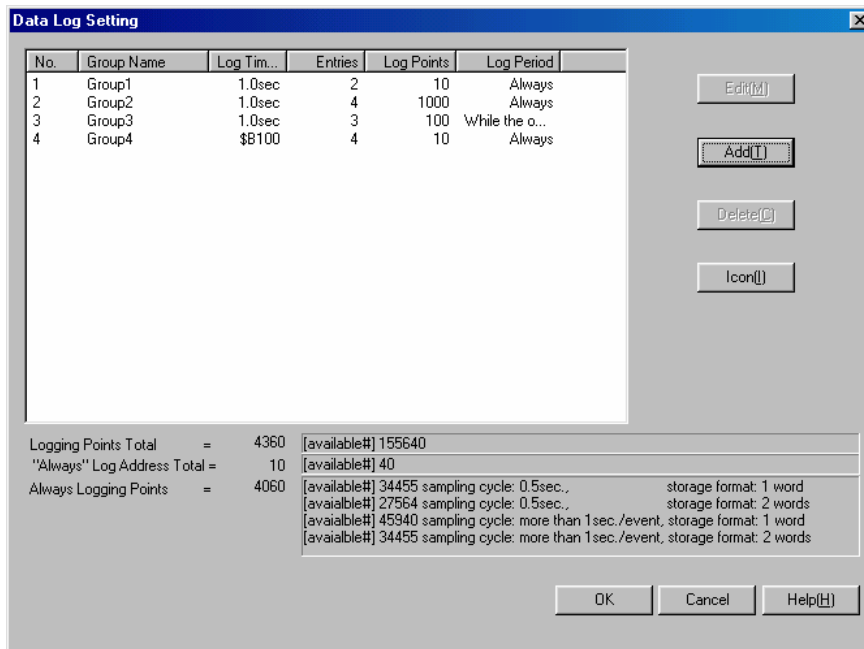 Data Log Setting
No. Group Name Log Tim... Entries Log Points Log Period
1 Group1 1.0sec 2 10 Always
2 Group2 1.0sec 4 1000 Always
3 Group3 1.0sec 3 100 While the o...
4 Group4 $B100 4 10 Always
Edit(M)
Add(T)
Delete(C)
Icon(I)
Logging Points Total = 4360 [available#] 155640
"Always" Log Address Total = 10 [available#] 40
Always Logging Points = 4060 [available#] 34455 sampling cycle: 0.5sec., storage format: 1 word
[avaialble#] 27564 sampling cycle: 0.5sec., storage format: 2 words
[avaialble#] 45940 sampling cycle: more than 1sec./event, storage format: 1 word
[avaialble#] 34455 sampling cycle: more than 1sec./event, storage format: 2 words
OK Cancel Help(H)